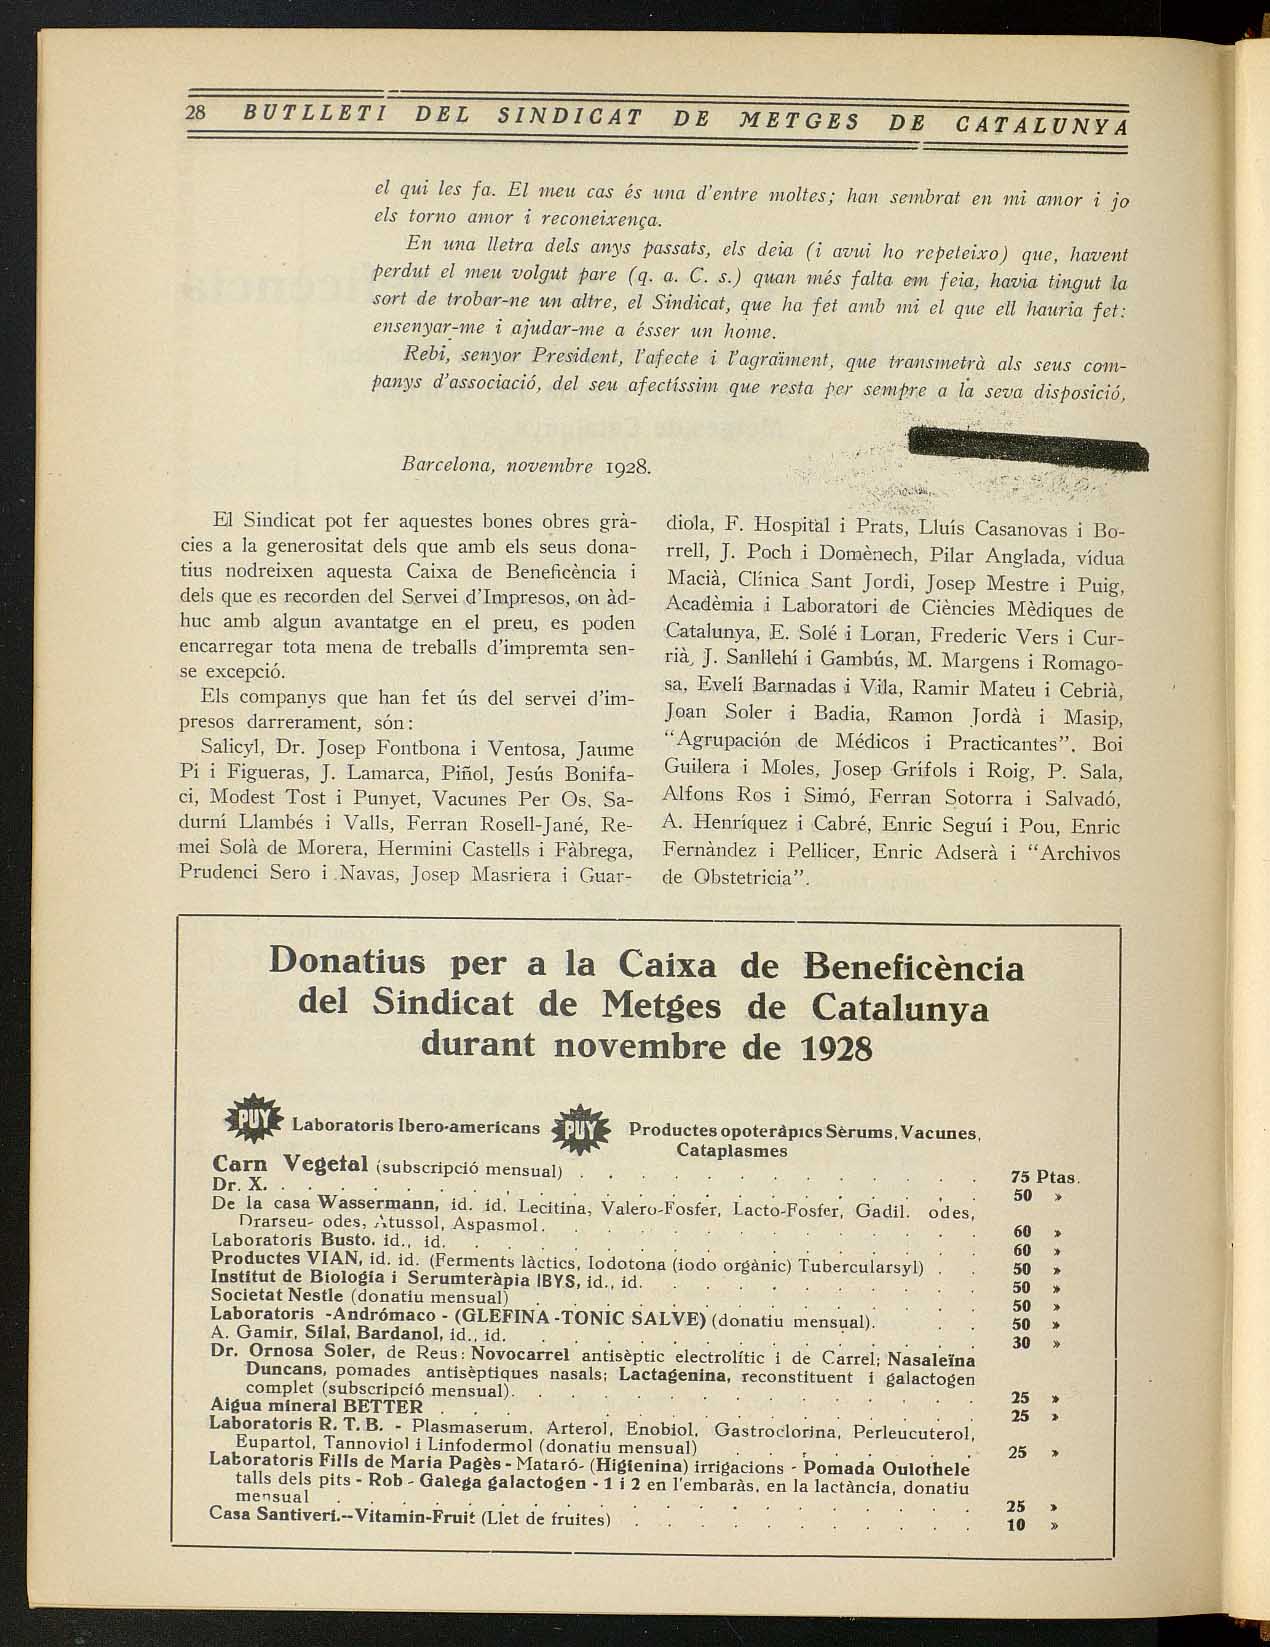 28 BUTLLETI DEL SINDICAT DE METGES DE CATALUNYA
el qui les fa. El meu cas és una d'entre moltes; han sembrat en mi amor i jo
els torno amor i reconeixença.
En una lletra dels anys passats, els deia (i avui ho repeteixo) que, havent
perdut el meu volgut pare (q. a. C. s.) quan més falta em feia, havia tingut la
sort de trobar-ne un altre, el Sindicat, que ha fet amb mi el que ell hauria fet:
ensenyar-me i ajudar-me a ésser un home.
Rebi, senyor President, l'afecte i l'agraïment, que transmetrà als seus com-
panys d'associació, del seu afectíssim que resta per sempre a la seva disposició,
Barcelona, novembre 1928.
El Sindicat pot fer aquestes bones obres grà-
cies a la generositat dels que amb els seus dona-
tius nodreixen aquesta Caixa de Beneficència i
dels que es recorden del Servei d'Impresos, on àd-
huc amb algun avantatge en el preu, es poden
encarregar tota mena de treballs d'impremta sen-
se excepció.
Els companys que han fet ús del servei d'im-
presos darrerament, són:
Salicyl, Dr. Josep Fontbona i Ventosa, Jaume
Pi i Figueras, J. Lamarca, Piñol, Jesús Bonifa-
ci, Modest Tost i Punyet, Vacunes Per Os, Sa-
durní Llambés i Valls, Ferran Rosell-Jané, Re-
mei Solà de Morera, Hermini Castells i Fàbrega,
Prudenci Sero i Navas, Josep Masriera i Guar-
diola, F. Hospital i Prats, Lluís Casanovas i Bo-
rrell, J. Poch i Domènech, Pilar Anglada, vídua
Macià, Clínica Sant Jordi, Josep Mestre i Puig,
Acadèmia i Laboratori de Ciències Mèdiques de
Catalunya, E. Solé i Loran, Frederic Vers i Cur-
rià, J. Sanllehí i Gambús, M. Margens i Romago-
sa, Evelí Barnadas i Vila, Ramir Mateu i Cebrià,
Joan Soler i Badia, Ramon Jordà i Masip,
"Agrupación de Médicos i Practicantes", Boi
Guilera i Moles, Josep Grífols i Roig, P. Sala,
Alfons Ros i Simó, Ferran Sotorra i Salvadó,
A. Henríquez i Cabré, Enric Seguí i Pou, Enric
Fernàndez i Pellicer, Enric Adserà i "Archivos
de Obstetricia".
Donatius per a la Caixa de Beneficència
del Sindicat de Metges de Catalunya
durant novembre de 1928
PUY Laboratoris Ibero-americans PUY Productes opoteràpics Sèrums, Vacunes,
Cataplasmes
Carn Vegetal (subscripció mensual) . . . 75 Ptas.
Dr. X. . . . 50 »
De la casa Wassermann, id. id. Lecitina, Valero-Fosfer, Lacto-Fosfer, Gadil. odes,
Drarseu- odes, Atussol, Aspasmol. . . . 60 »
Laboratoris Busto. id., id. . . . 60 »
Productes VIAN, id. id. (Ferments làctics, Iodotona (iodo orgànic) Tubercularsyl) . . 50 »
Institut de Biologia i Serumteràpia IBYS, id., id. . . . 50 »
Societat Nestle (donatiu mensual) . . . 50 »
Laboratoris -Andrómaco - (GLEFINA -TONIC SALVE) (donatiu mensual). . . 50 »
A. Gamir, Silal, Bardanol, id., id. . . . 30 »
Dr. Ornosa Soler, de Reus: Novocarrel antisèptic electrolític i de Carrel; Nasaleïna
Duncans, pomades antisèptiques nasals; Lactagenina, reconstituent i galactogen
complet (subscripció mensual). . . . 25 »
Aigua mineral BETTER . . . 25 »
Laboratoris R. T. B. - Plasmaserum, Arterol, Enobiol, Gastroclorina, Perleucuterol,
Eupartol, Tannoviol i Linfodermol (donatiu mensual) . . . 25 »
Laboratoris Fills de Maria Pagès - Mataró- (Higienina) irrigacions - Pomada Oulothele
talls dels pits - Rob - Galega galactogen - 1 i 2 en l'embaràs, en la lactància, donatiu
mensual . . . 25 »
Casa Santiveri.--Vitamin-Fruit (Llet de fruites) . . . 10 »